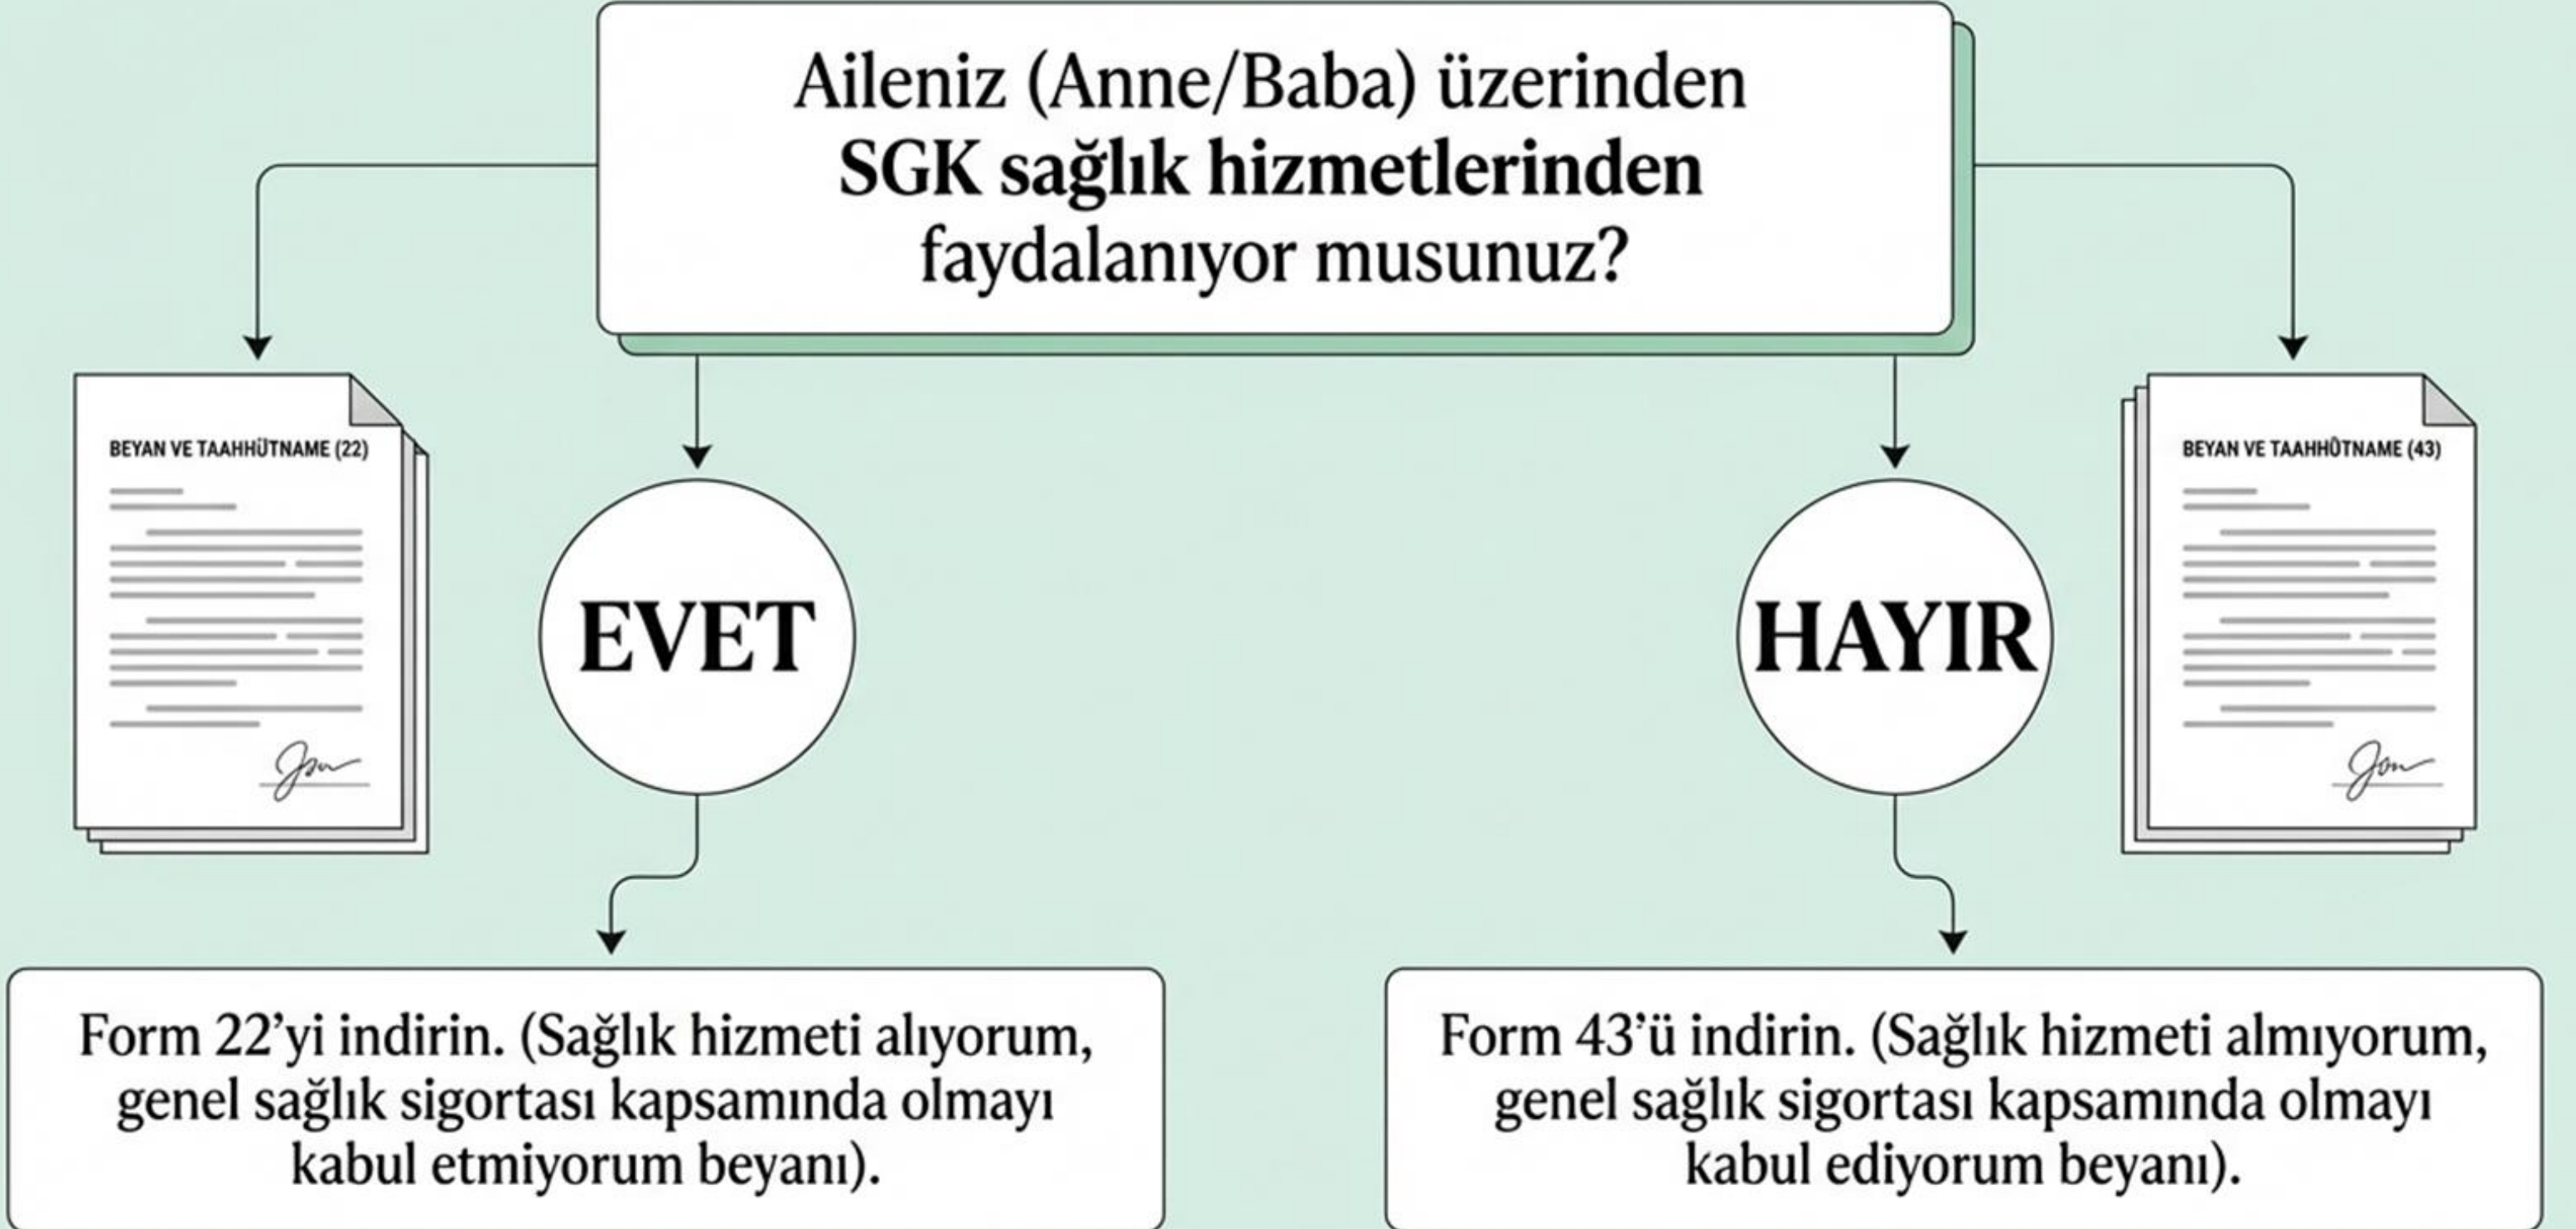 Aileniz (Anne/Baba) üzerinden
SGK sağlık hizmetlerinden
faydalanıyor musunuz?
BEYAN VE TAAHHÜTNAME (22)
EVET
HAYIR
BEYAN VE TAAHHÛTNAME (43)
Form 22’yi indirin. (Sağlık hizmeti alıyorum,
genel sağlık sigortası kapsamında olmayı
kabul etmiyorum beyanı).
Form 43’ü indirin. (Sağlık hizmeti almıyorum,
genel sağlık sigortası kapsamında olmayı
kabul ediyorum beyanı).